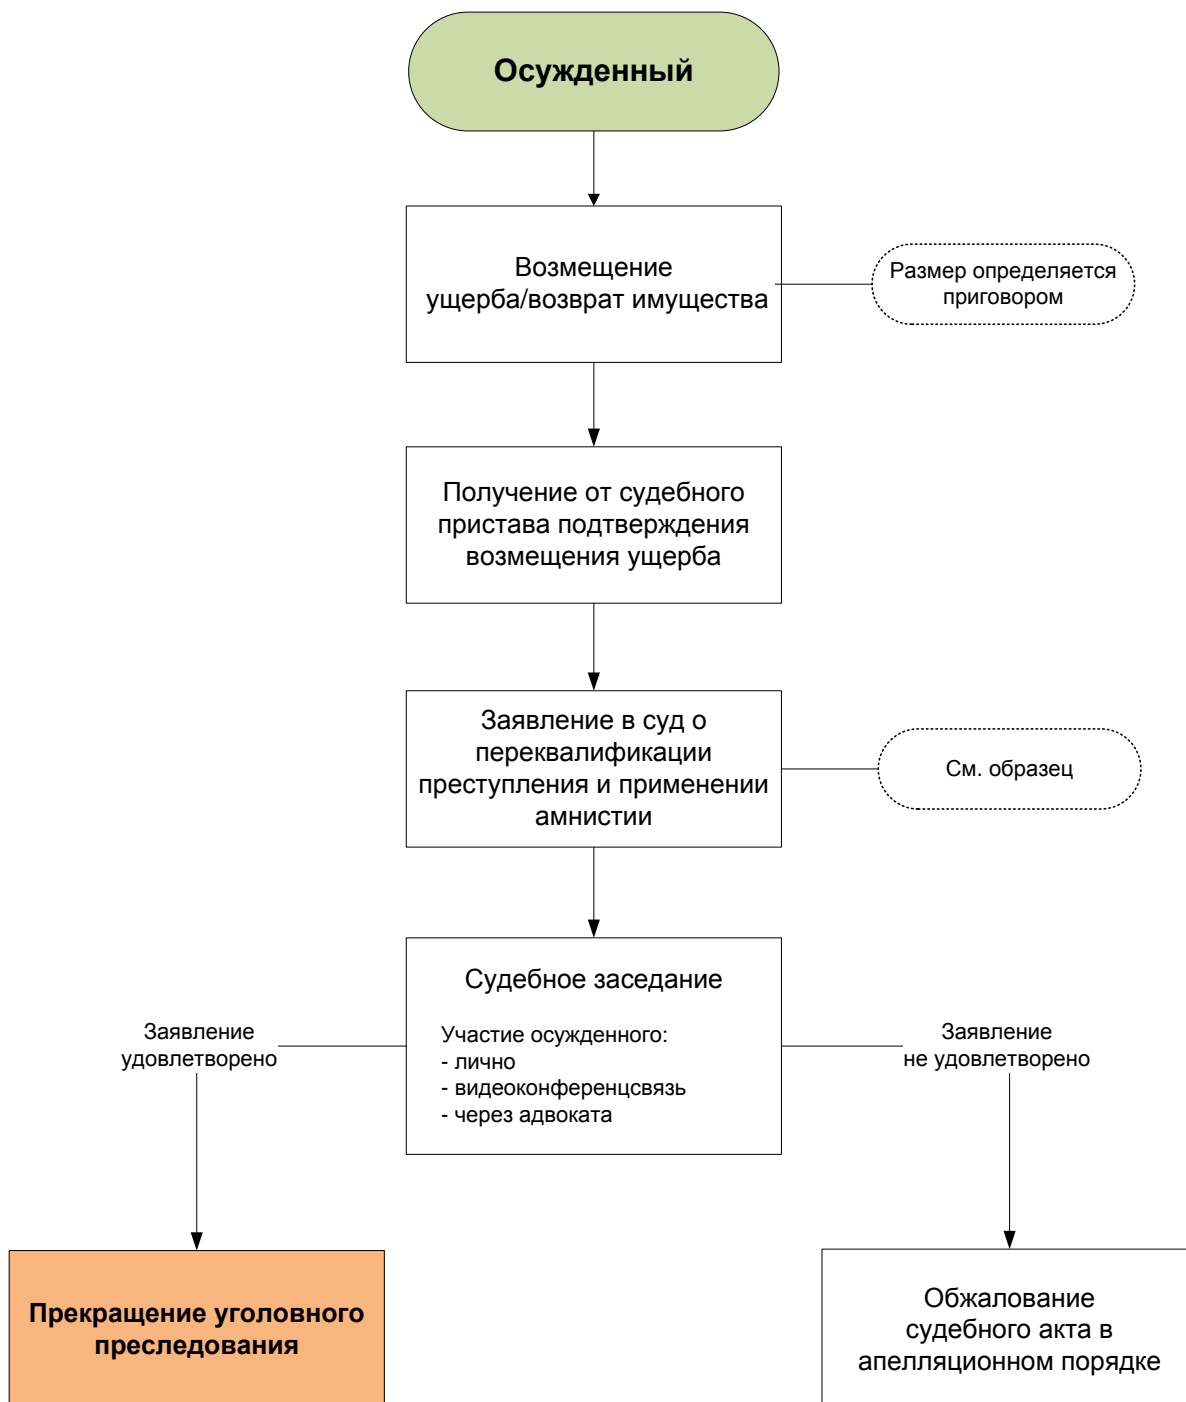 Осужденный
Возмещение
ущерба/возврат имущества
Размер определяется
приговором
Получение от судебного
пристава подтверждения
возмещения ущерба
Заявление в суд о
переквалификации
преступления и применении
амнистии
См. образец
Судебное заседание
Участие осужденного:
- лично
- видеоконференцсвязь
- через адвоката
Заявление
удовлетворено
Заявление
не удовлетворено
Прекращение уголовного
преследования
Обжалование
судебного акта в
апелляционном порядке